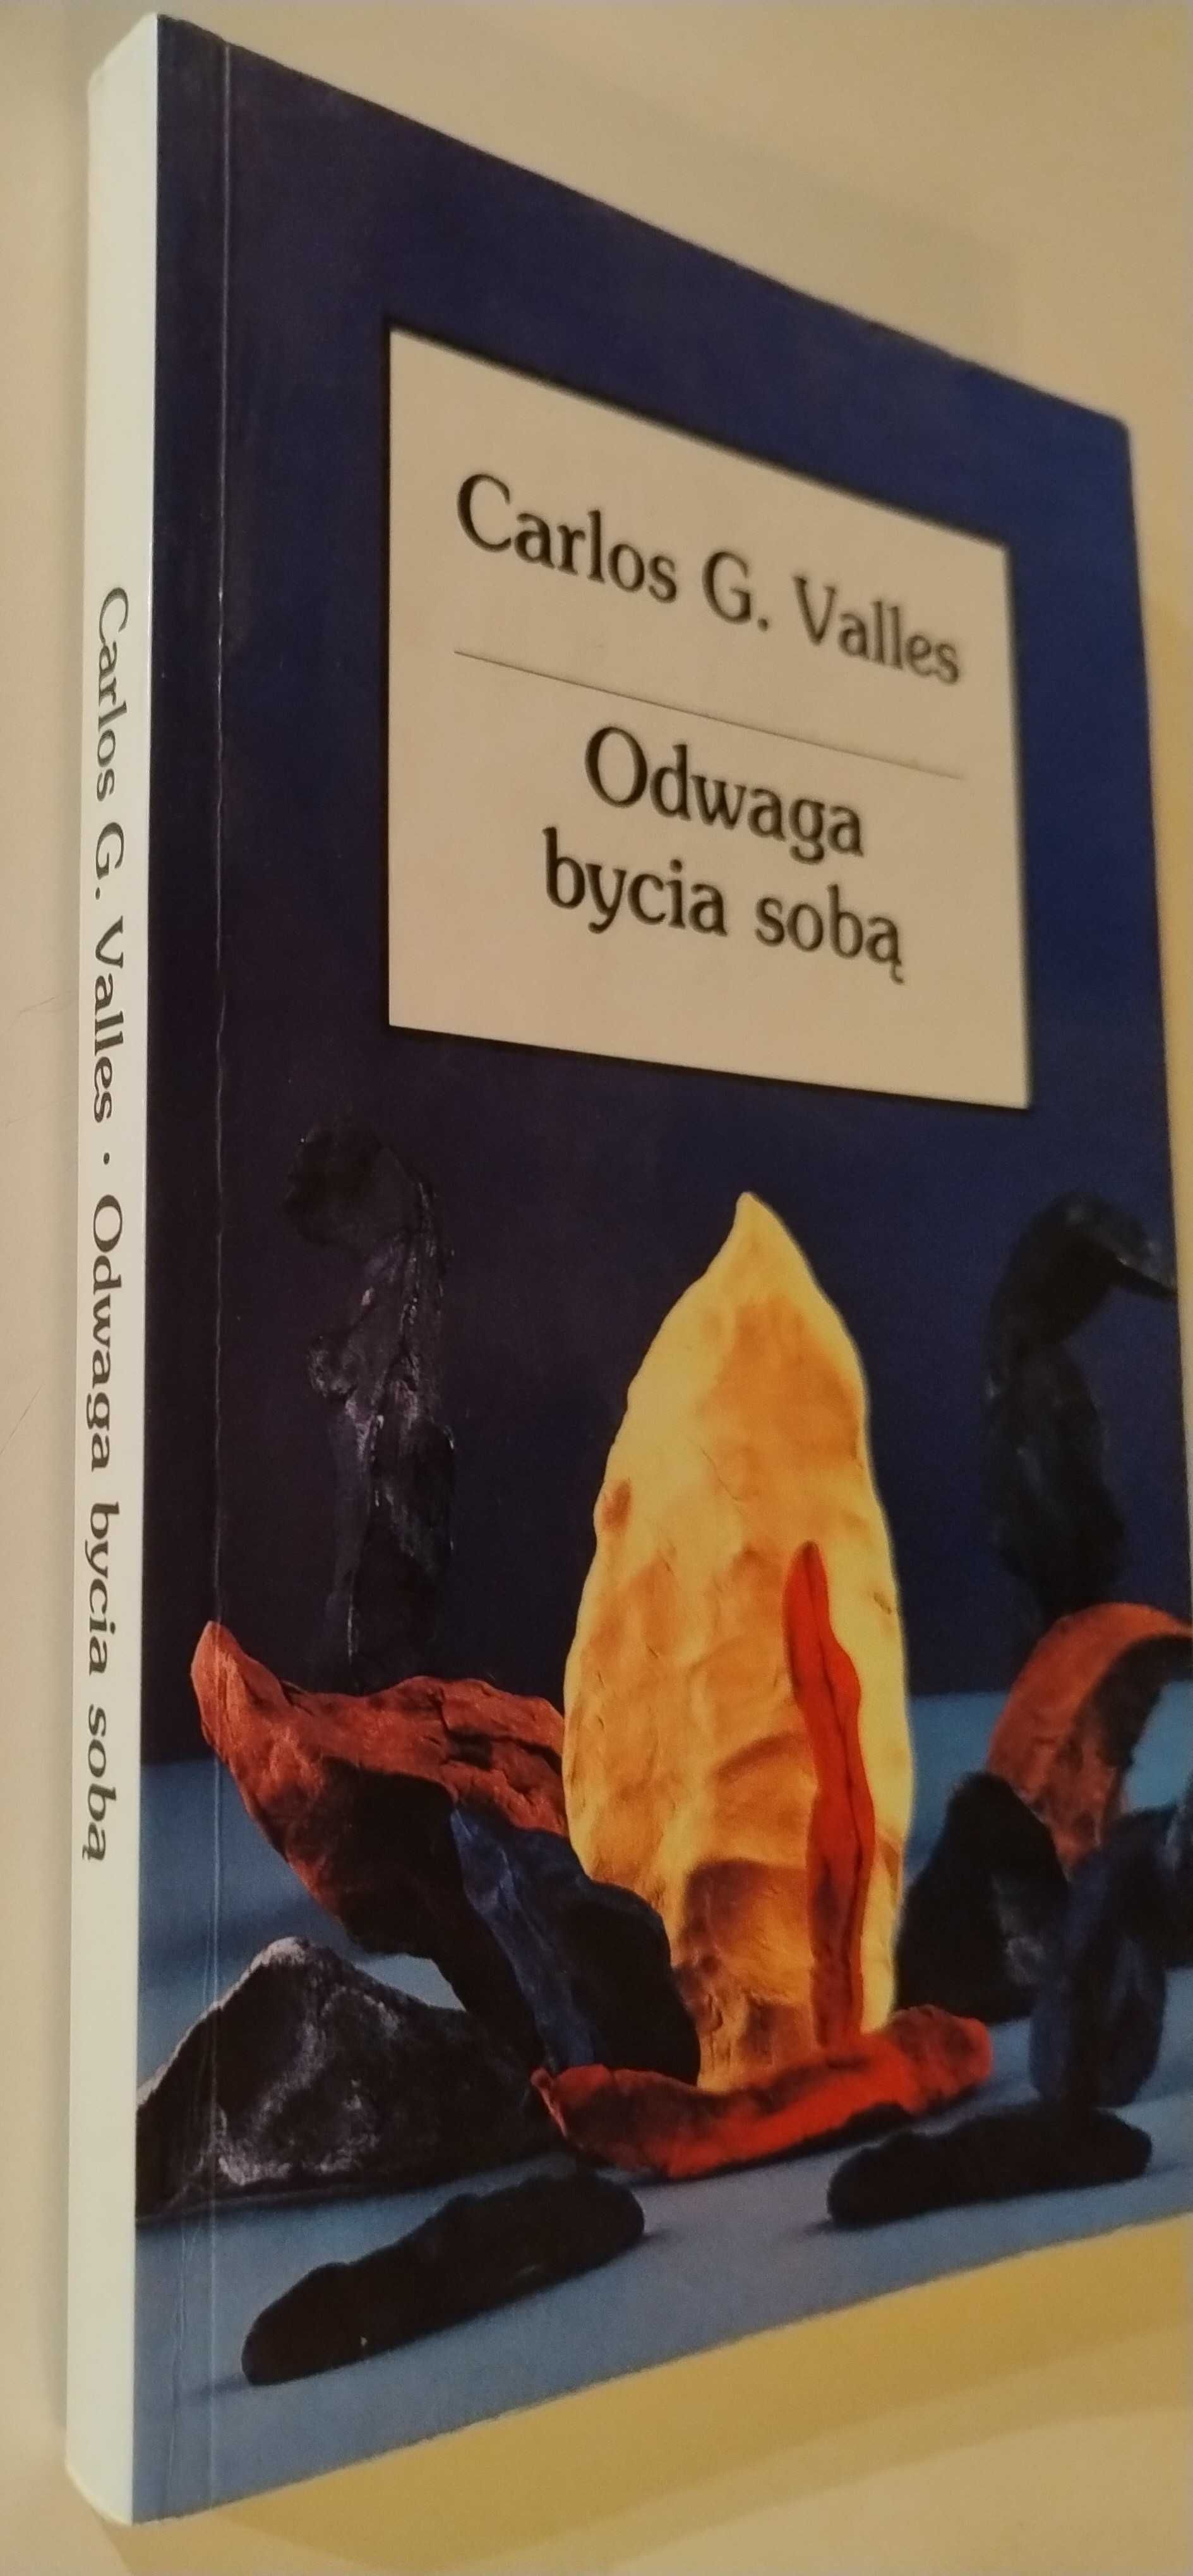 Carlos G. Valles
Odwaga
bycia sobą
Carlos G. Valles · Odwaga bycia sobą